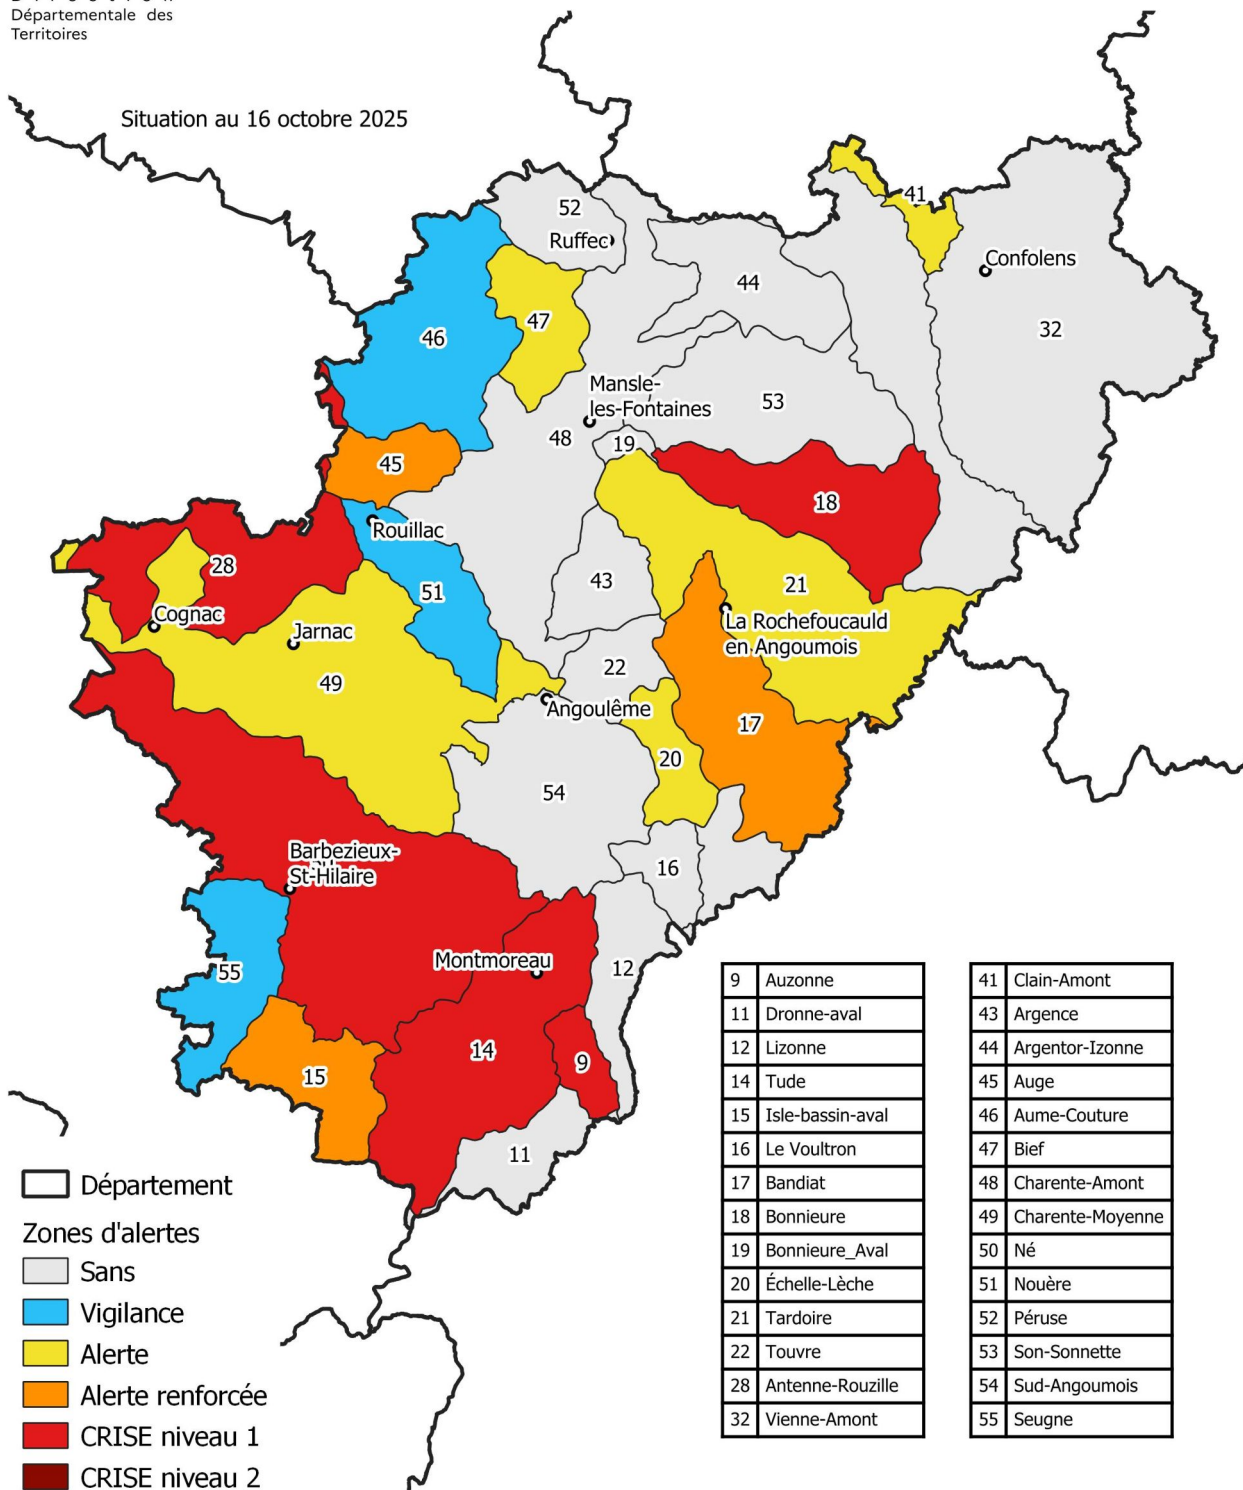 Départementale des
Territoires
Situation au 16 octobre 2025
41
52
Ruffec
Confolens
44
47
32
46
Mansle-
les-Fontaines
53
48
19
45
18
Rouillac
28
43
21
51
Cognac
La Rochefoucauld
en Angoumois
Jarnac
22
49
Angoulême
17
20
54
Barbezieux-
St-Hilaire
16
Montmoreau
12
55
14
9
15
11
9 Auzonne
11 Dronne-aval
12 Lizonne
14 Tude
15 Isle-bassin-aval
16 Le Voultron
17 Bandiat
18 Bonnieure
19 Bonnieure_Aval
20 Échelle-Lèche
21 Tardoire
22 Touvre
28 Antenne-Rouzille
32 Vienne-Amont
41 Clain-Amont
43 Argence
44 Argentor-Izonne
45 Auge
46 Aume-Couture
47 Bief
48 Charente-Amont
49 Charente-Moyenne
50 Né
51 Nouère
52 Péruse
53 Son-Sonnette
54 Sud-Angoumois
55 Seugne
Département
Zones d'alertes
Sans
Vigilance
Alerte
Alerte renforcée
CRISE niveau 1
CRISE niveau 2